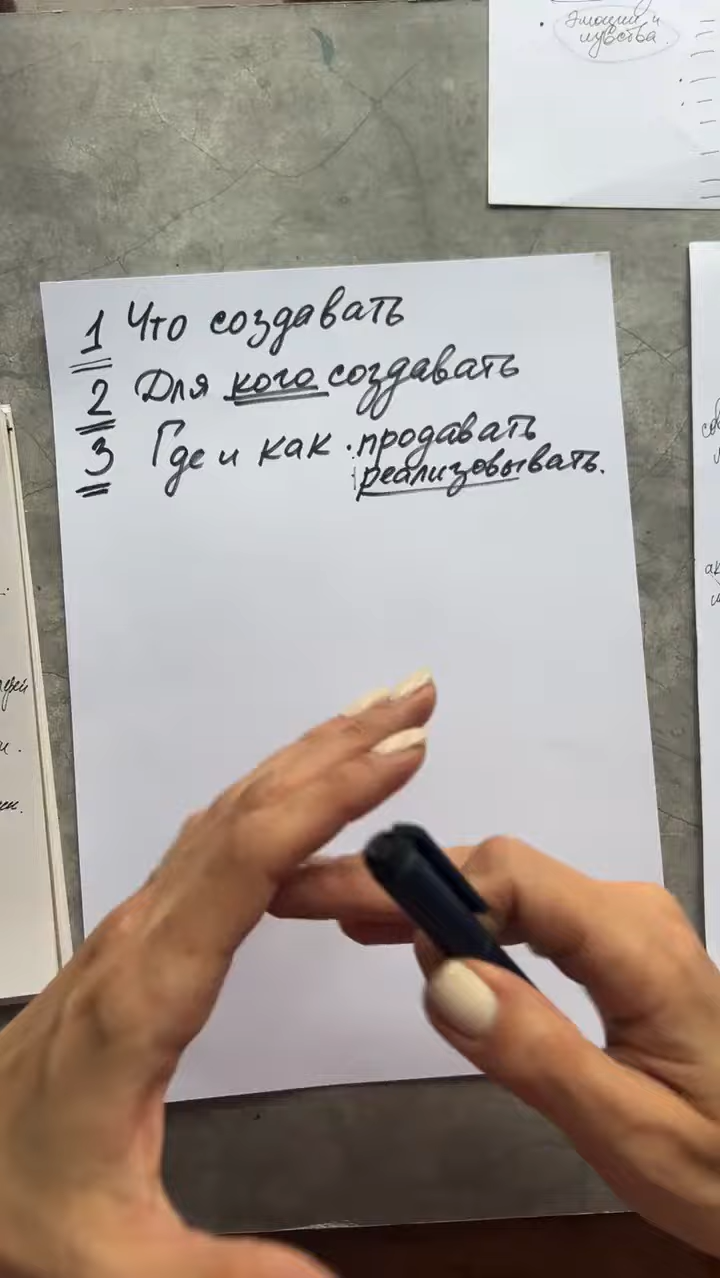 • Эмоции и
чувства
1 Что создавать
2 Для кого создавать
3 Где и как • продавать
реализовывать.